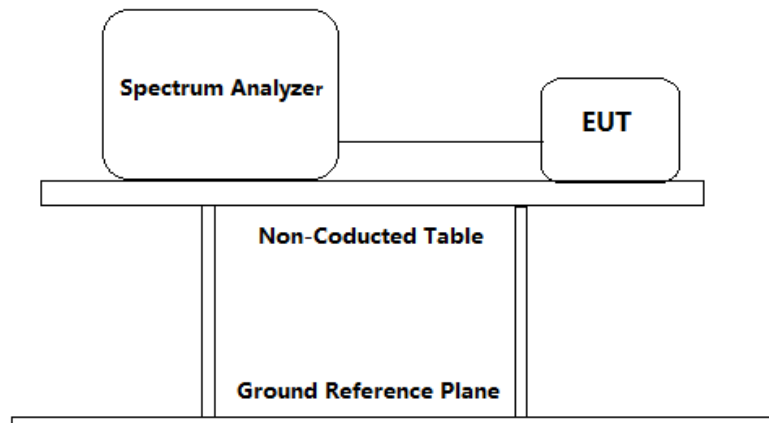 Spectrum Analyzer
EUT
Non-Coducted Table
Ground Reference Plane